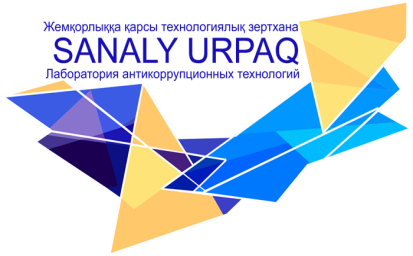 Жемқорлыққа қарсы технологиялық зертхана
SANALY URPAQ
Лаборатория антикоррупционных технологий